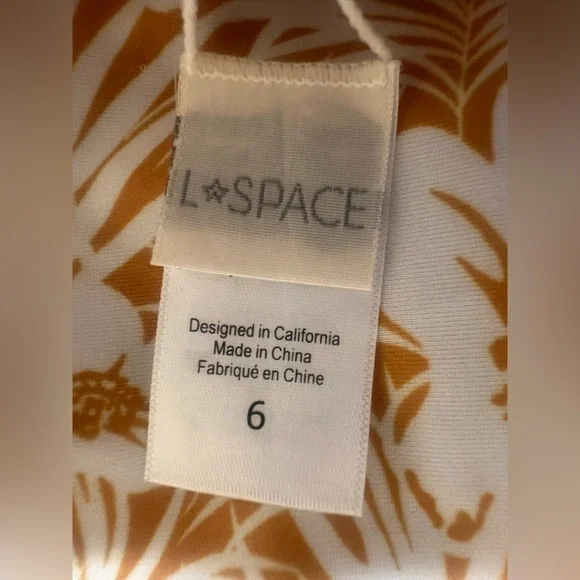 L☆SPACE
Designed in California
Made in China
Fabriqué en Chine
6